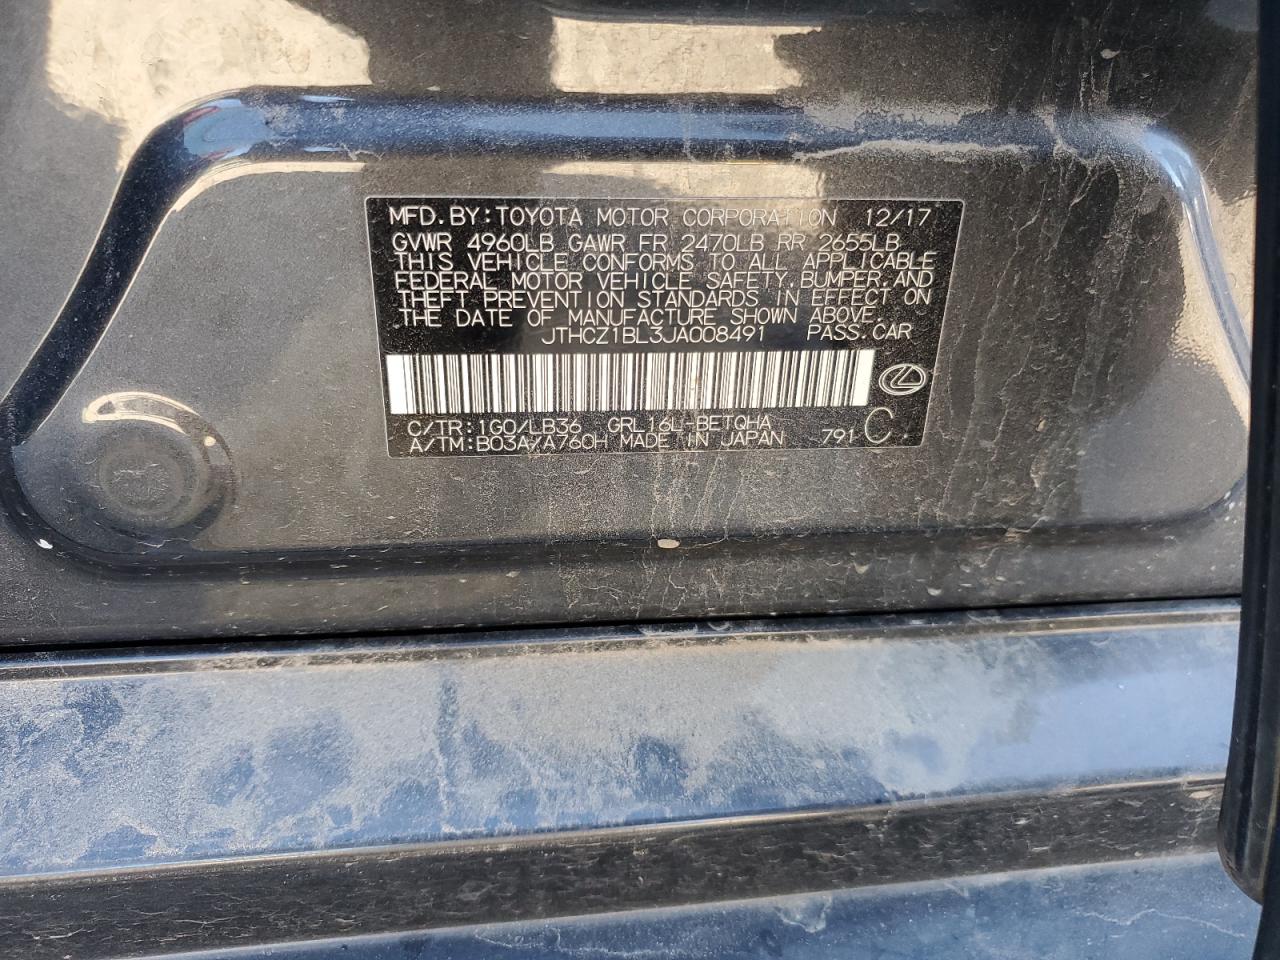 MFD.BY:TOYOTA MOTOR CORPORATION 12/17
GVWR 4960LB GAWR FR 2470LB RR 2655LB
THIS VEHICLE CONFORMS TO ALL APPLICABLE
FEDERAL MOTOR VEHICLE SAFETY,BUMPER,AND
THEFT PREVENTION STANDARDS IN EFFECT ON
THE DATE OF MANUFACTURE SHOWN ABOVE.
JTHCZ1BL3JA008491 PASS.CAR
C/TR:1G0/LB36 GRL16L-BETQHA
A/TM:B03A/A760H MADE IN JAPAN 791 C.